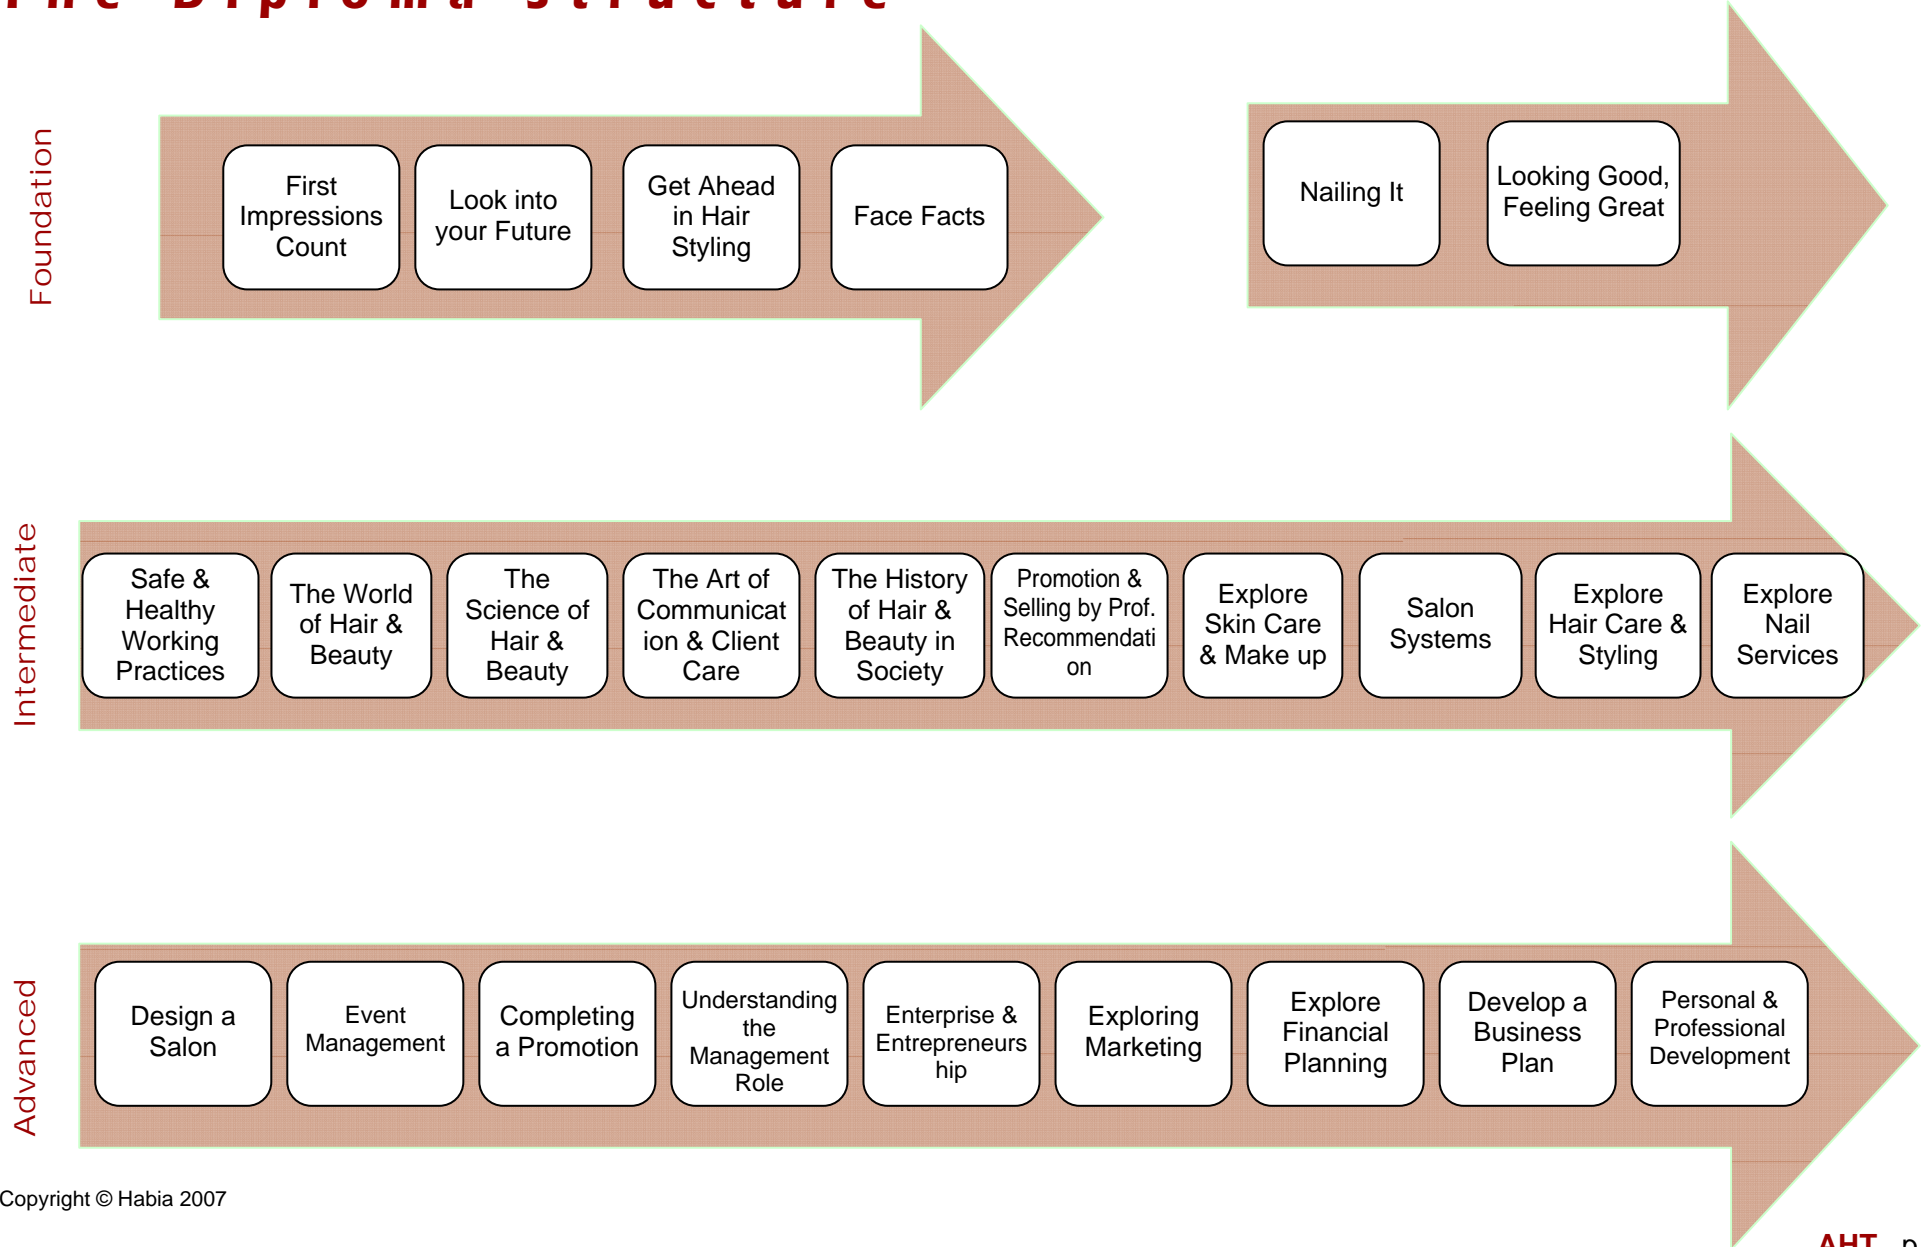 The Diploma structure
Foundation
First
Impressions
Count
Look into
your Future
Get Ahead
in Hair
Styling
Face Facts
Nailing It
Looking Good,
Feeling Great
Intermediate
Safe &
Healthy
Working
Practices
The World
of Hair &
Beauty
The
Science of
Hair &
Beauty
The Art of
Communicat
ion & Client
Care
The History
of Hair &
Beauty in
Society
Promotion &
Selling by Prof.
Recommendati
on
Explore
Skin Care
& Make up
Salon
Systems
Explore
Hair Care &
Styling
Explore
Nail
Services
Advanced
Design a
Salon
Event
Management
Completing
a Promotion
Understanding
the
Management
Role
Enterprise &
Entrepreneurs
hip
Exploring
Marketing
Explore
Financial
Planning
Develop a
Business
Plan
Personal &
Professional
Development
Copyright © Habia 2007
AHT